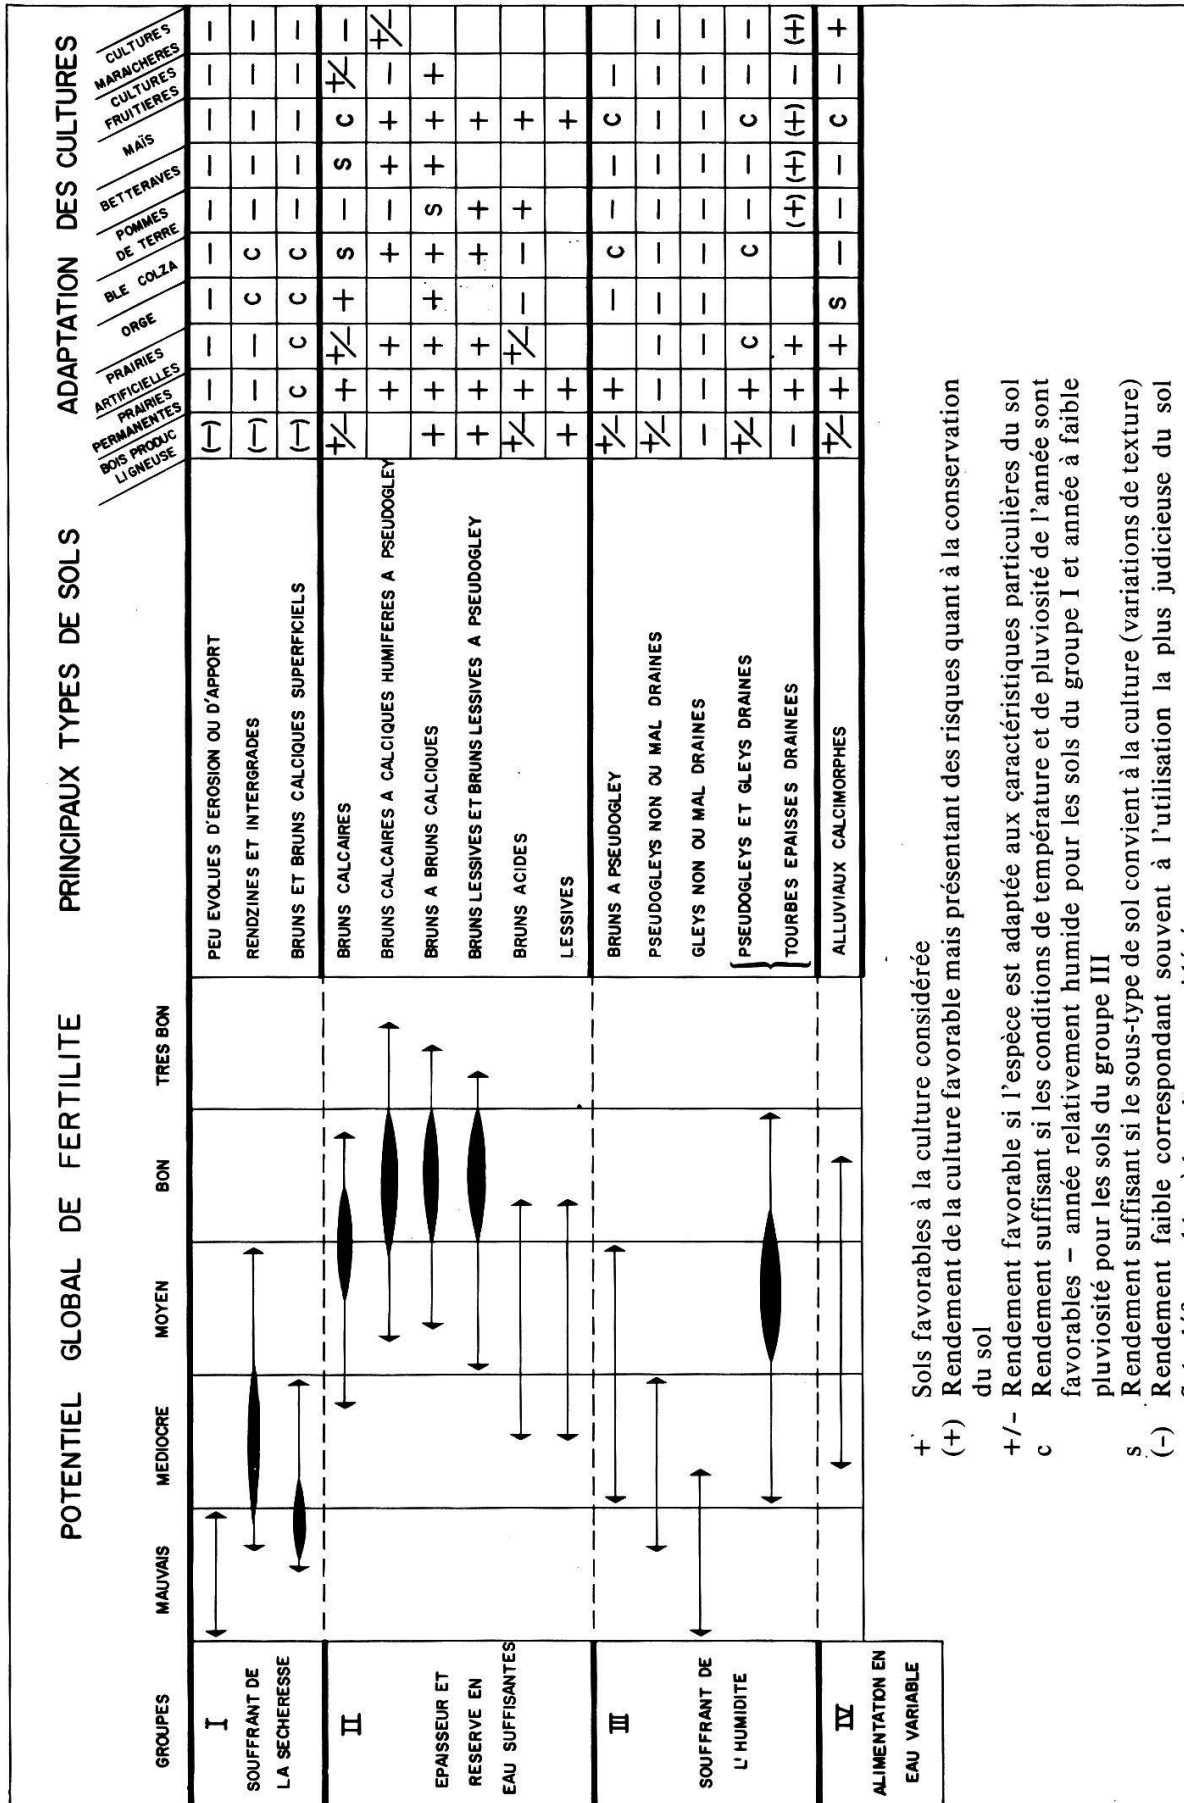 POTENTIEL GLOBAL DE FERTILITE
PRINCIPAUX TYPES DE SOLS
ADAPTATION DES CULTURES
GROUPES
MAUVAIS
MEDIOCRE
MOYEN
BON
TRES BON
BOIS PRODUC
LIGNEUSE
PRAIRIES
PERMANENTES
PRAIRIES
ARTIFICIELLES
ORGE
BLE COLZA
POMMES
DE TERRE
BETTERAVES
MAÏS
CULTURES
FRUITIERES
CULTURES
MARAICHERES
I
SOUFFRANT DE
LA SECHERESSE
PEU EVOLUES D'EROSION OU D'APPORT (–) – – – – – – – – –
RENDZINES ET INTERGRADES (–) – – C C – – – – –
BRUNS ET BRUNS CALCIQUES SUPERFICIELS (–) C C C C – – – – –
II
EPAISSEUR ET
RESERVE EN
EAU SUFFISANTES
BRUNS CALCAIRES +/– + +/– + S – S C +/– –
BRUNS CALCAIRES A CALCIQUES HUMIFERES A PSEUDOGLEY + + + – + + – +/–
BRUNS A BRUNS CALCIQUES + + + + + S + + +
BRUNS LESSIVES ET BRUNS LESSIVES A PSEUDOGLEY + + + + + +
BRUNS ACIDES +/– + +/– – – + +
LESSIVES + + +
III
SOUFFRANT DE
L'HUMIDITE
BRUNS A PSEUDOGLEY +/– + – C – – C –
PSEUDOGLEYS NON OU MAL DRAINES +/– – – – – – – – – –
GLEYS NON OU MAL DRAINES – – – – – – – – – –
PSEUDOGLEYS ET GLEYS DRAINES +/– + C C – – C – –
TOURBES EPAISSES DRAINEES – + + (+) (+) (+) – (+)
IV
ALIMENTATION EN
EAU VARIABLE
ALLUVIAUX CALCIMORPHES +/– + + S – – – C – +
+ Sols favorables à la culture considérée
(+) Rendement de la culture favorable mais présentant des risques quant à la conservation
du sol
+/– Rendement favorable si l'espèce est adaptée aux caractéristiques particulières du sol
c Rendement suffisant si les conditions de température et de pluviosité de l'année sont
favorables – année relativement humide pour les sols du groupe I et année à faible
pluviosité pour les sols du groupe III
s Rendement suffisant si le sous-type de sol convient à la culture (variations de texture)
(–) Rendement faible correspondant souvent à l'utilisation la plus judicieuse du sol